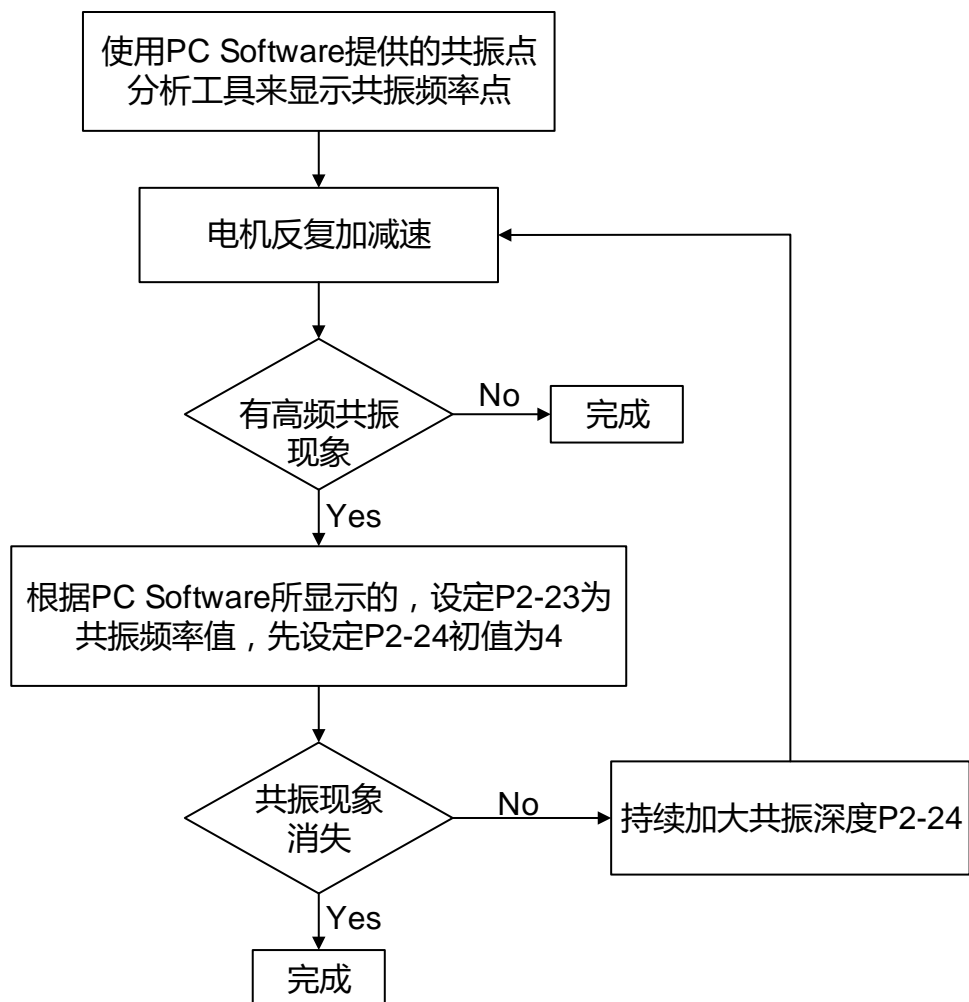 使用PC Software提供的共振点
分析工具来显示共振频率点
电机反复加减速
有高频共振
现象
No
完成
Yes
根据PC Software所显示的，设定P2-23为
共振频率值，先设定P2-24初值为4
共振现象
消失
No
持续加大共振深度P2-24
Yes
完成